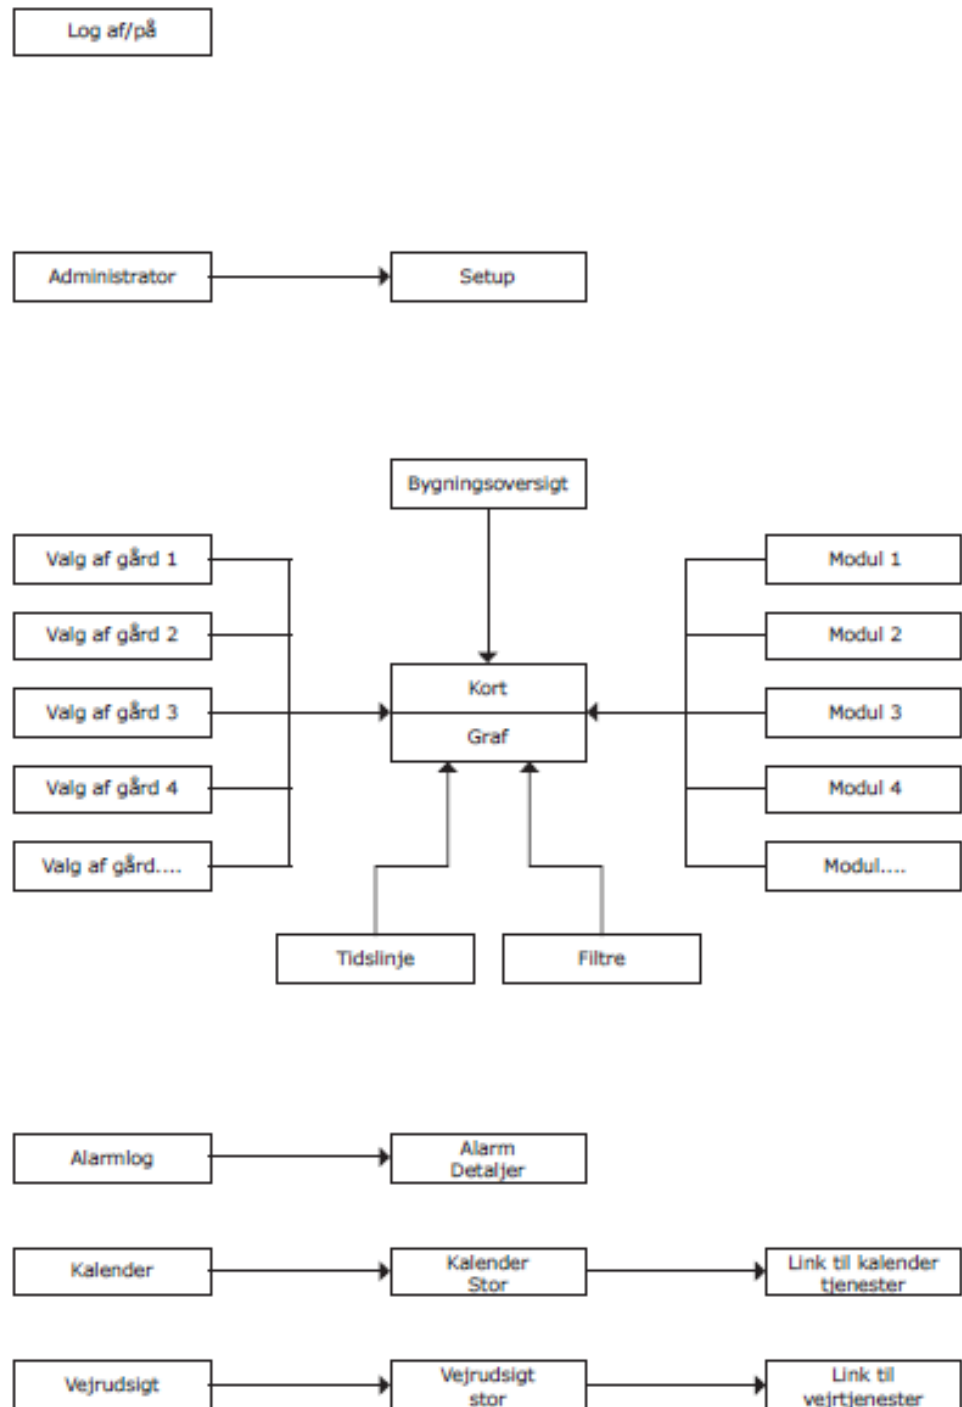 Log af/på
Administrator
Setup
Bygningsoversigt
Valg af gård 1
Modul 1
Valg af gård 2
Modul 2
Kort
Valg af gård 3
Modul 3
Graf
Valg af gård 4
Modul 4
Valg af gård....
Modul....
Tidslinje
Filtre
Alarmlog
Alarm
Detaljer
Kalender
Kalender
Stor
Link til kalender
tjenester
Vejrudsigt
Vejrudsigt
stor
Link til
vejrtjenester